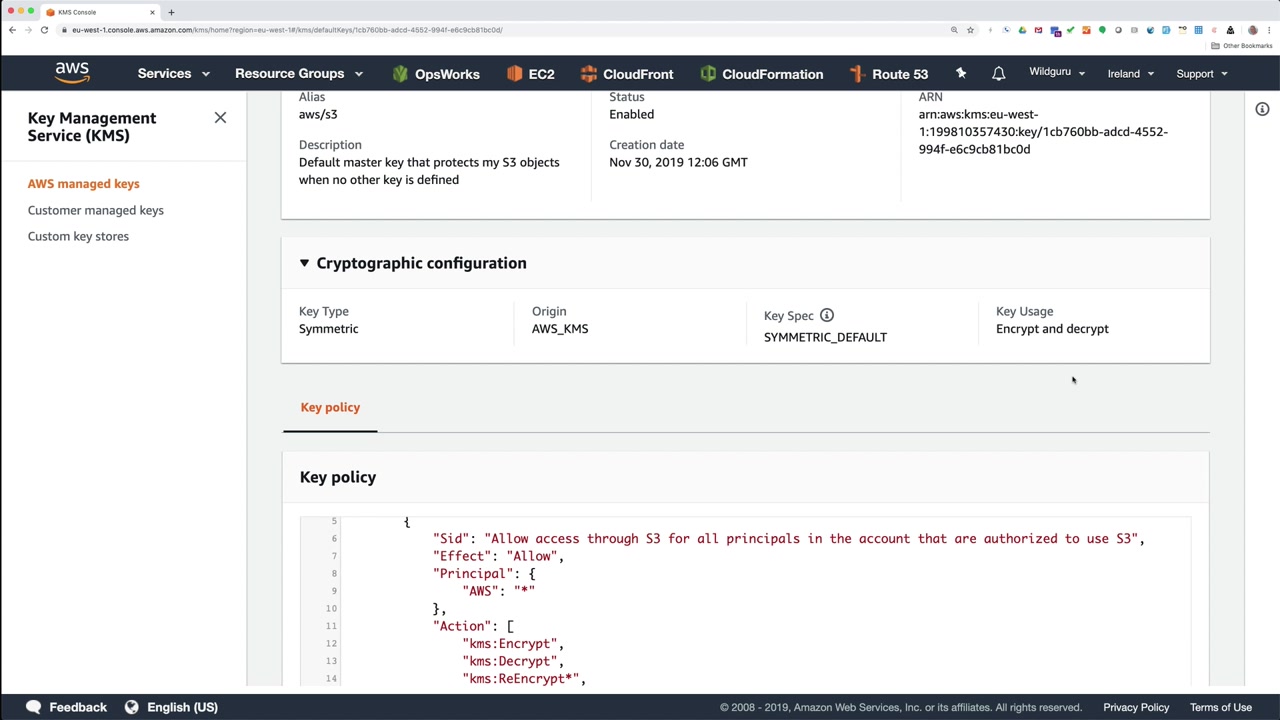 KMS Console
eu-west-1.console.aws.amazon.com/kms/home?region=eu-west-1#/kms/defaultKeys/1cb760bb-adcd-4552-994f-e6c9cb81bc0d/
Other Bookmarks
aws
Services
Resource Groups
OpsWorks
EC2
CloudFront
CloudFormation
Route 53
Wildguru
Ireland
Support
Key Management
Service (KMS)
AWS managed keys
Customer managed keys
Custom key stores
Alias
aws/s3
Description
Default master key that protects my S3 objects
when no other key is defined
Status
Enabled
Creation date
Nov 30, 2019 12:06 GMT
ARN
arn:aws:kms:eu-west-
1:199810357430:key/1cb760bb-adcd-4552-
994f-e6c9cb81bc0d
Cryptographic configuration
Key Type
Symmetric
Origin
AWS_KMS
Key Spec
SYMMETRIC_DEFAULT
Key Usage
Encrypt and decrypt
Key policy
Key policy
5 {
6 "Sid": "Allow access through S3 for all principals in the account that are authorized to use S3",
7 "Effect": "Allow",
8 "Principal": {
9 "AWS": "*"
10 },
11 "Action": [
12 "kms:Encrypt",
13 "kms:Decrypt",
14 "kms:ReEncrypt*",
Feedback
English (US)
© 2008 - 2019, Amazon Web Services, Inc. or its affiliates. All rights reserved.
Privacy Policy
Terms of Use